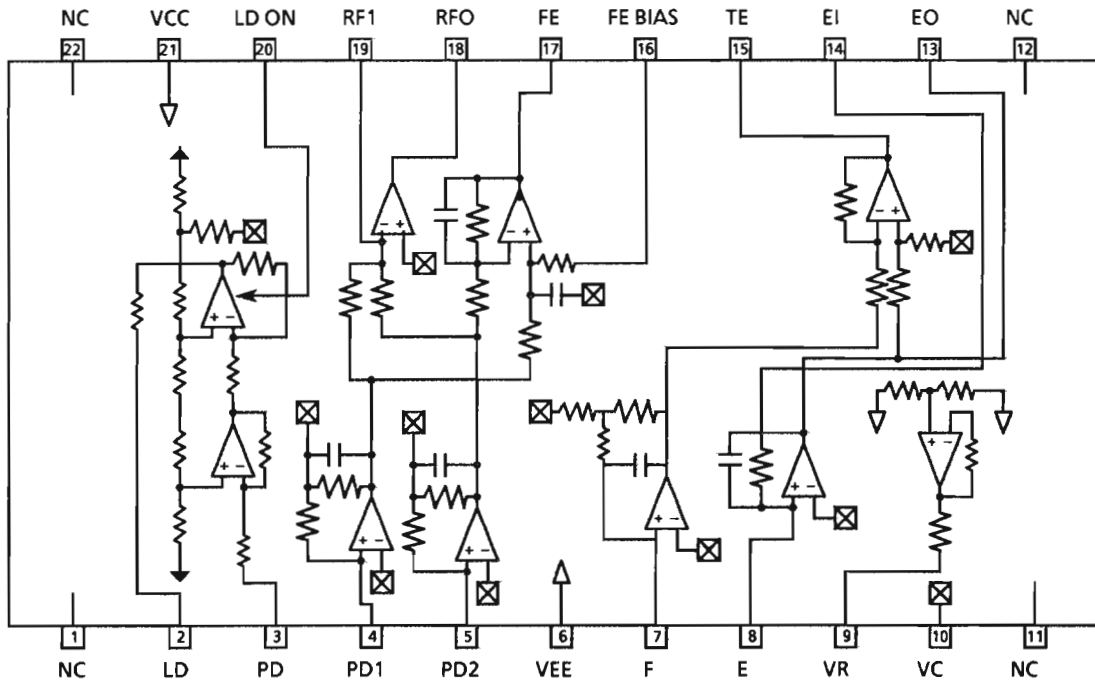 NC VCC LD ON RF1 RFO FE FE BIAS TE EI EO NC
22 21 20 19 18 17 16 15 14 13 12
- +
- +
- +
+ -
+ -
+ -
+ -
+ -
+ -
+ -
1 2 3 4 5 6 7 8 9 10 11
NC LD PD PD1 PD2 VEE F E VR VC NC